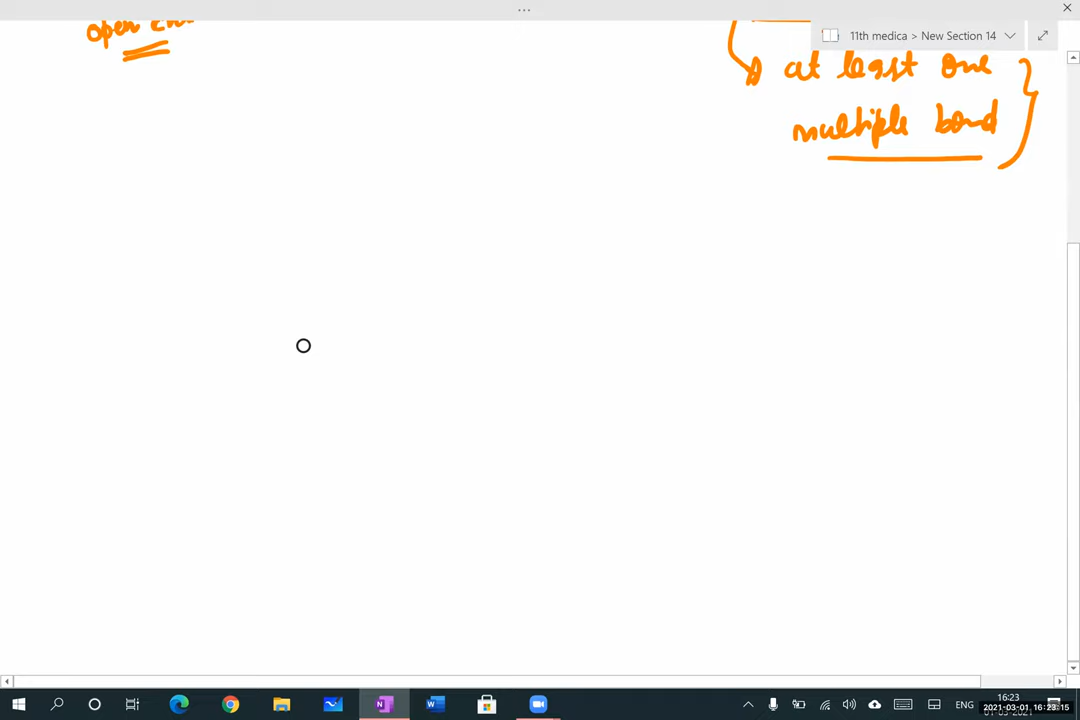 ...
11th medica > New Section 14
open
at least one
multiple bond
N
W
ENG
16:23
2021-03-01 16:23:15